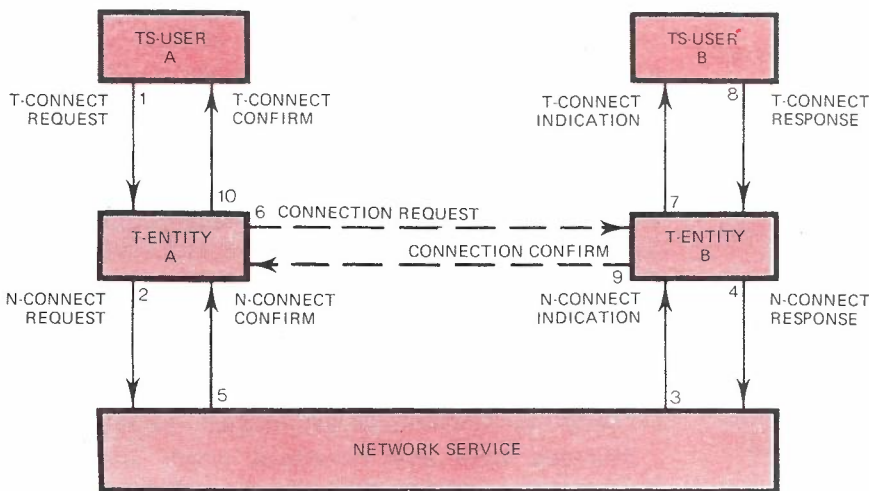 TS-USER
A
TS-USER
B
1
8
T-CONNECT
REQUEST
T-CONNECT
CONFIRM
T-CONNECT
INDICATION
T-CONNECT
RESPONSE
10
7
6 CONNECTION REQUEST
T-ENTITY
A
CONNECTION CONFIRM
T-ENTITY
B
9
2
4
N-CONNECT
REQUEST
N-CONNECT
CONFIRM
N-CONNECT
INDICATION
N-CONNECT
RESPONSE
5
3
NETWORK SERVICE